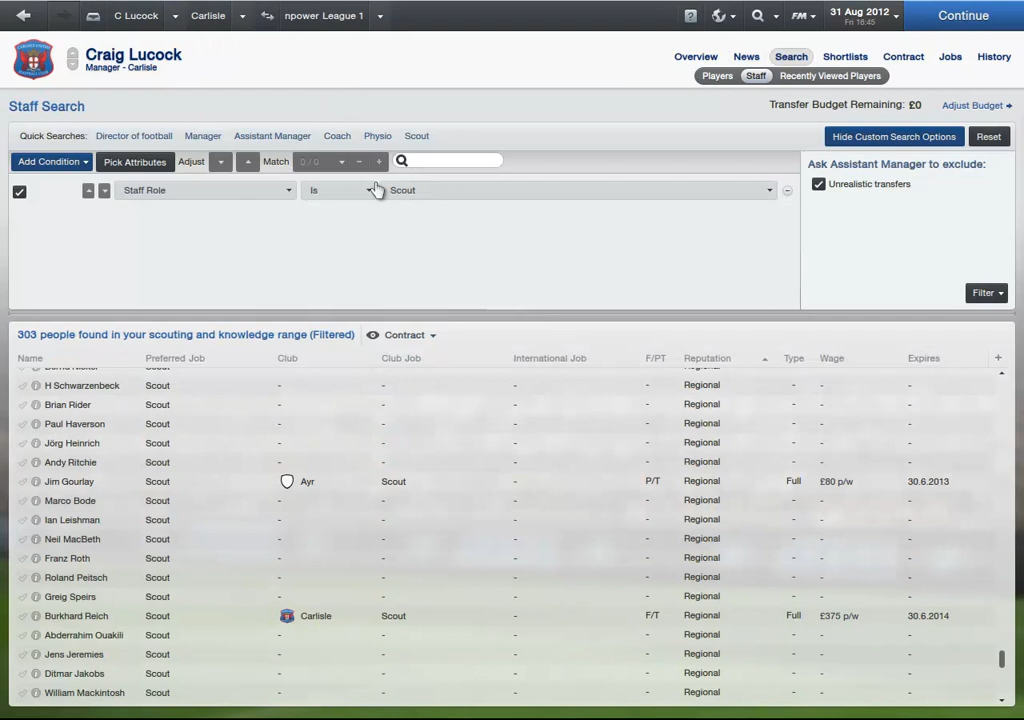 C Lucock Carlisle npower League 1 ? FM 31 Aug 2012 Fri 16:45 Continue
Craig Lucock
Manager - Carlisle
Overview News Search Shortlists Contract Jobs History
Players Staff Recently Viewed Players
Staff Search Transfer Budget Remaining: £0 Adjust Budget
Quick Searches: Director of football Manager Assistant Manager Coach Physio Scout Hide Custom Search Options Reset
Add Condition Pick Attributes Adjust Match 0 / 0 Ask Assistant Manager to exclude:
Staff Role Is Scout Unrealistic transfers
Filter
303 people found in your scouting and knowledge range (Filtered) Contract
Name Preferred Job Club Club Job International Job F/PT Reputation Type Wage Expires +
H Schwarzenbeck Scout - - - - Regional - - -
Brian Rider Scout - - - - Regional - - -
Paul Haverson Scout - - - - Regional - - -
Jörg Heinrich Scout - - - - Regional - - -
Andy Ritchie Scout - - - - Regional - - -
Jim Gourlay Scout Ayr Scout - P/T Regional Full £80 p/w 30.6.2013
Marco Bode Scout - - - - Regional - - -
Ian Leishman Scout - - - - Regional - - -
Neil MacBeth Scout - - - - Regional - - -
Franz Roth Scout - - - - Regional - - -
Roland Peitsch Scout - - - - Regional - - -
Greig Speirs Scout - - - - Regional - - -
Burkhard Reich Scout Carlisle Scout - F/T Regional Full £375 p/w 30.6.2014
Abderrahim Ouakili Scout - - - - Regional - - -
Jens Jeremies Scout - - - - Regional - - -
Ditmar Jakobs Scout - - - - Regional - - -
William Mackintosh Scout - - - - Regional - - -